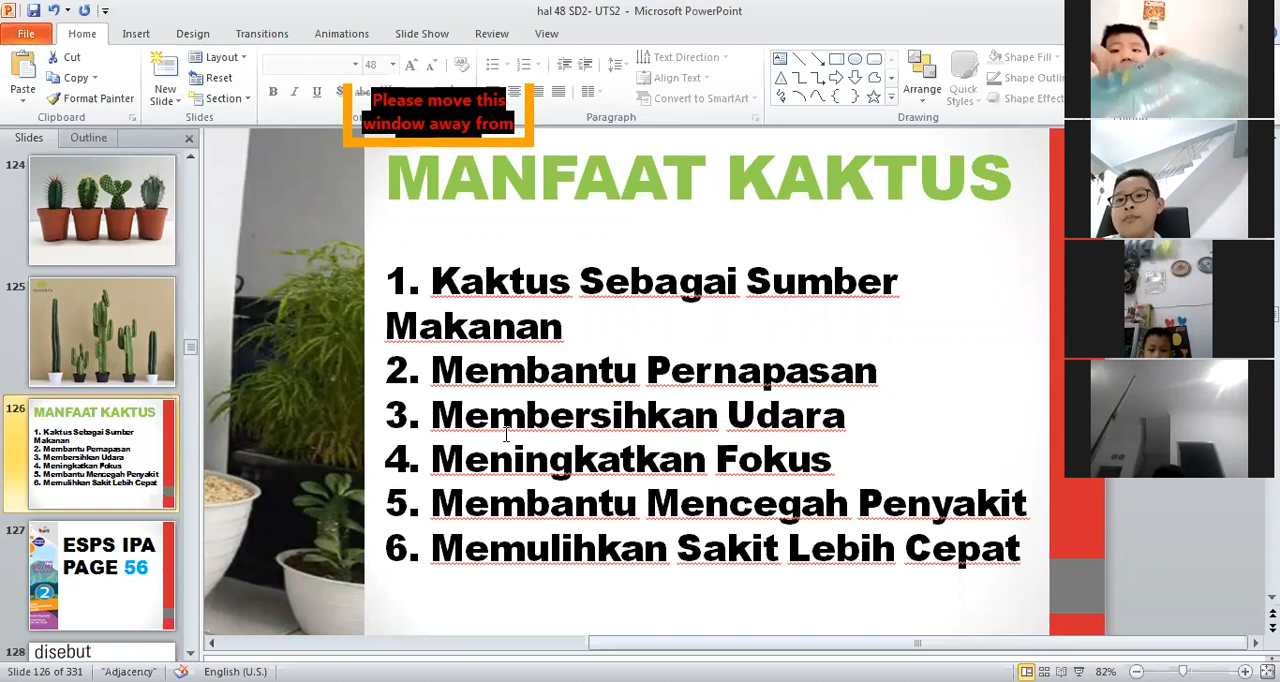 hal 48 SD2- UTS2 - Microsoft PowerPoint
File Home Insert Design Transitions Animations Slide Show Review View
Cut
Copy
Format Painter
Paste
Clipboard
New
Slide
Layout
Reset
Section
Slides
48
B I U S
Please move this
window away from
Text Direction
Align Text
Convert to SmartArt
Paragraph
Arrange
Quick
Styles
Shape Fill
Shape Outli
Shape Effects
Drawing
Slides Outline
124
125
126
MANFAAT KAKTUS
1. Kaktus Sebagai Sumber
Makanan
2. Membantu Pernapasan
3. Membersihkan Udara
4. Meningkatkan Fokus
5. Membantu Mencegah Penyakit
6. Memulihkan Sakit Lebih Cepat
127
ESPS IPA
PAGE 56
2
128
disebut
MANFAAT KAKTUS
1. Kaktus Sebagai Sumber
Makanan
2. Membantu Pernapasan
3. Membersihkan Udara
4. Meningkatkan Fokus
5. Membantu Mencegah Penyakit
6. Memulihkan Sakit Lebih Cepat
Slide 126 of 331 "Adjacency" English (U.S.) 82%